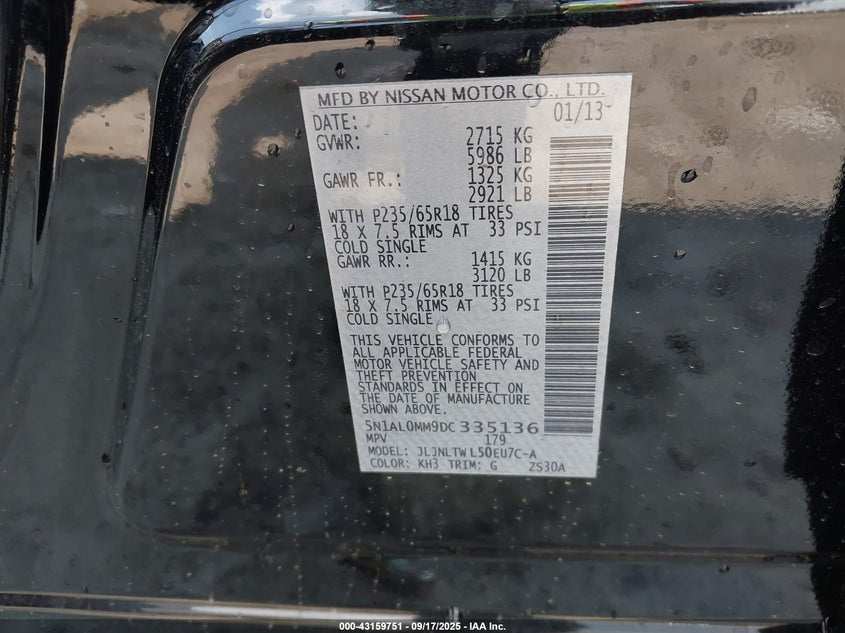 MFD BY NISSAN MOTOR CO., LTD.
DATE: 01/13
GVWR: 2715 KG
5986 LB
GAWR FR.: 1325 KG
2921 LB
WITH P235/65R18 TIRES
18 X 7.5 RIMS AT 33 PSI
COLD SINGLE
GAWR RR.: 1415 KG
3120 LB
WITH P235/65R18 TIRES
18 X 7.5 RIMS AT 33 PSI
COLD SINGLE
THIS VEHICLE CONFORMS TO
ALL APPLICABLE FEDERAL
MOTOR VEHICLE SAFETY AND
THEFT PREVENTION
STANDARDS IN EFFECT ON
THE DATE OF MANUFACTURE
SHOWN ABOVE.
5N1AL0MM9DC335136
MPV 179
MODEL: JLJNLTWL50EU7C-A
COLOR: KH3 TRIM: G ZS30A
000-43159751 - 09/17/2025 - IAA Inc.